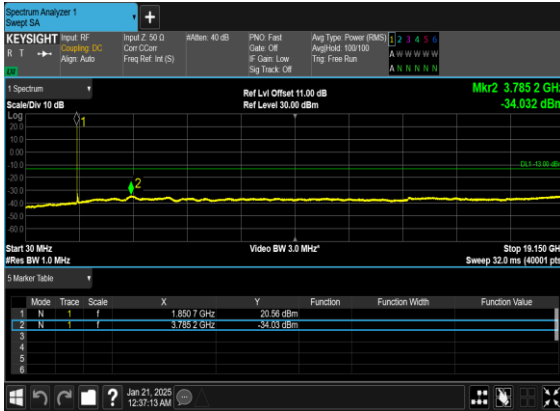 Spectrum Analyzer 1
Swept SA
KEYSIGHT
R T
LXI
Input: RF
Coupling: DC
Align: Auto
Input Z: 50 Ω
Corr CCorr
Freq Ref: Int (S)
#Atten: 40 dB
PNO: Fast
Gate: Off
IF Gain: Low
Sig Track: Off
Avg Type: Power (RMS)
Avg|Hold: 100/100
Trig: Free Run
1 2 3 4 5 6
A W W W W W
A N N N N N
1 Spectrum
Scale/Div 10 dB
Log
Ref Lvl Offset 11.00 dB
Ref Level 30.00 dBm
Mkr2 3.785 2 GHz
-34.032 dBm
20.0
10.0
0.00
-10.0
-20.0
-30.0
-40.0
-50.0
-60.0
1
2
DL1 -13.00 dBm
Start 30 MHz
#Res BW 1.0 MHz
Video BW 3.0 MHz*
Stop 19.150 GHz
Sweep 32.0 ms (40001 pts)
5 Marker Table
Mode Trace Scale X Y Function Function Width Function Value
1 N 1 f 1.850 7 GHz 20.56 dBm
2 N 1 f 3.785 2 GHz -34.03 dBm
3
4
5
6
?
Jan 21, 2025
12:37:13 AM